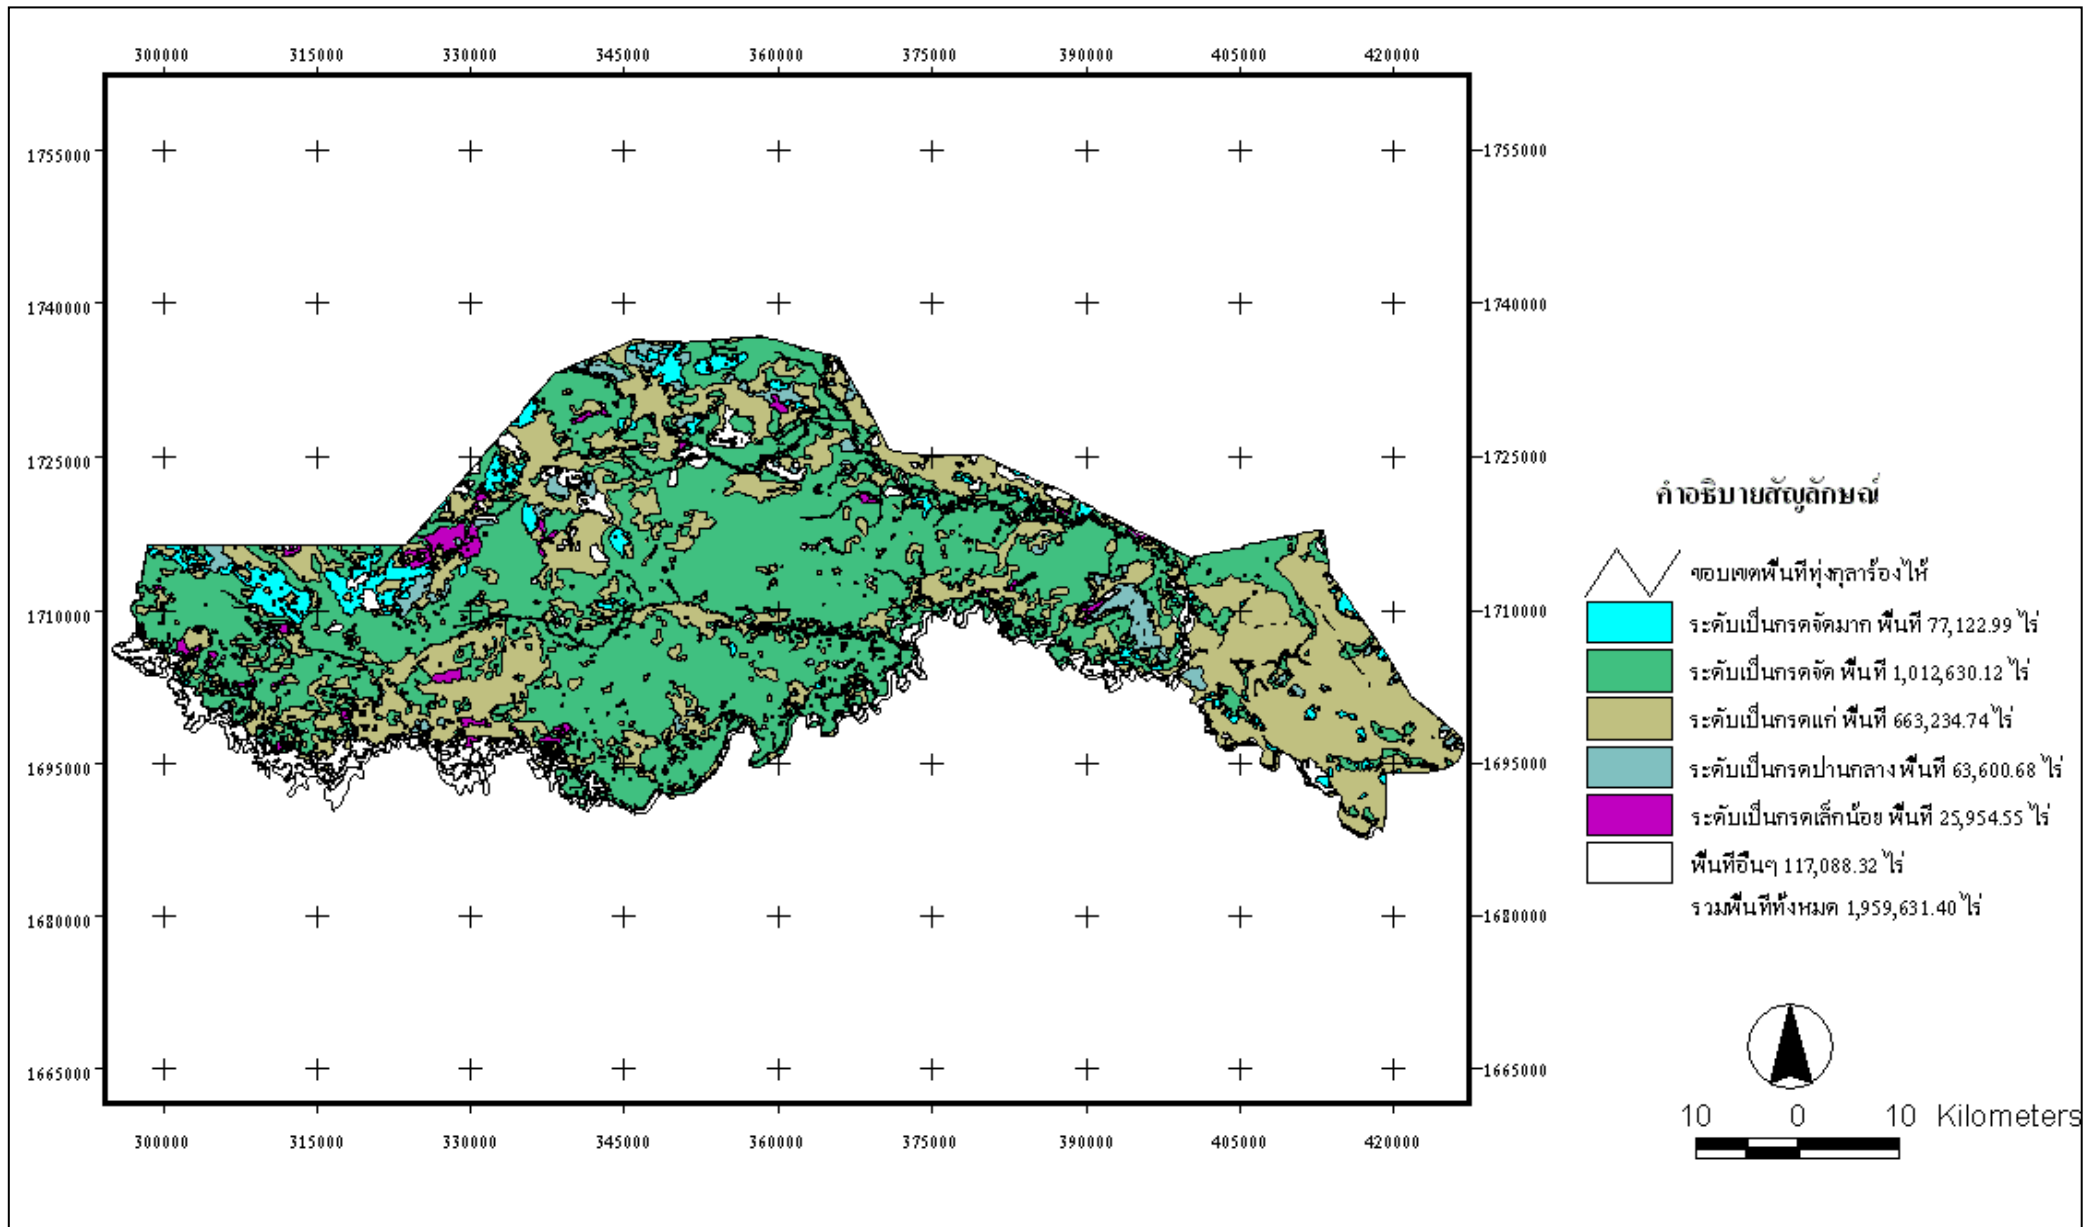 300000 315000 330000 345000 360000 375000 390000 405000 420000
1755000 1755000
1740000 1740000
1725000 1725000
คำอธิบายสัญลักษณ์
ขอบเขตพื้นที่ทุ่งกุลาร้องไห้
1710000 1710000
ระดับเป็นกรดจัดมาก พื้นที่ 77,122.99 ไร่
ระดับเป็นกรดจัด พื้นที่ 1,012,630.12 ไร่
ระดับเป็นกรดแก่ พื้นที่ 663,234.74 ไร่
1695000 1695000
ระดับเป็นกรดปานกลาง พื้นที่ 63,600.68 ไร่
ระดับเป็นกรดเล็กน้อย พื้นที่ 25,954.55 ไร่
พื้นที่อื่นๆ 117,088.32 ไร่
รวมพื้นที่ทั้งหมด 1,959,631.40 ไร่
1680000 1680000
1665000 1665000
10 0 10 Kilometers
300000 315000 330000 345000 360000 375000 390000 405000 420000